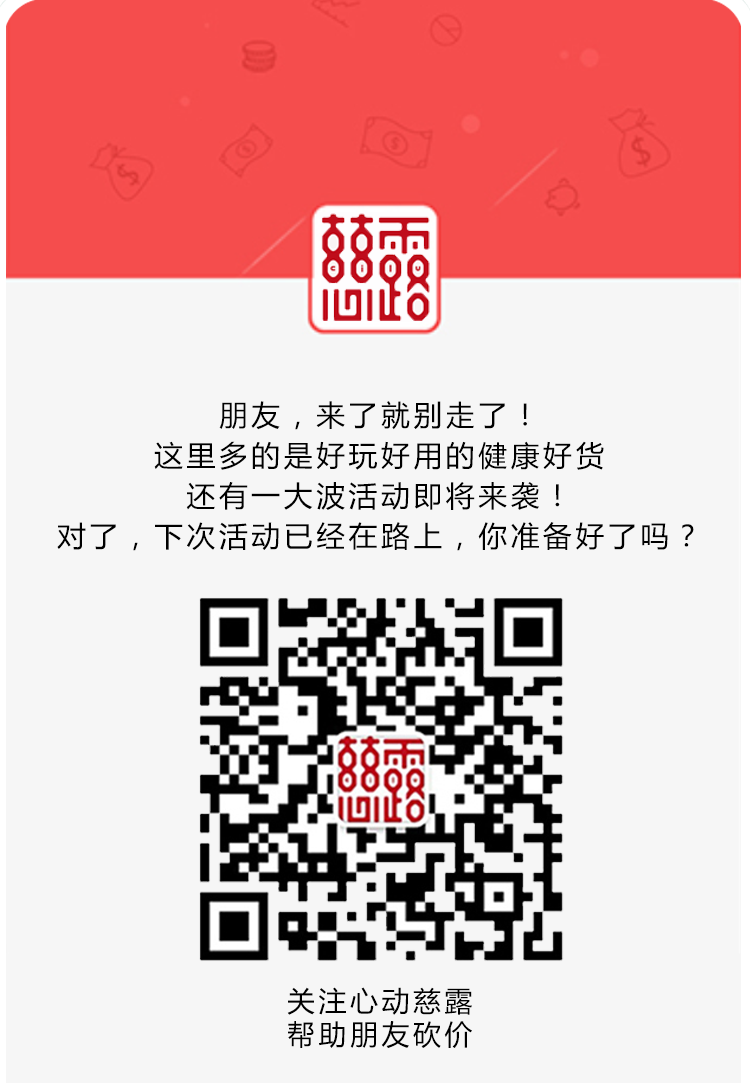 慈露
朋友，来了就别走了！
这里多的是好玩好用的健康好货
还有一大波活动即将来袭！
对了，下次活动已经在路上，你准备好了吗？
慈露
关注心动慈露
帮助朋友砍价